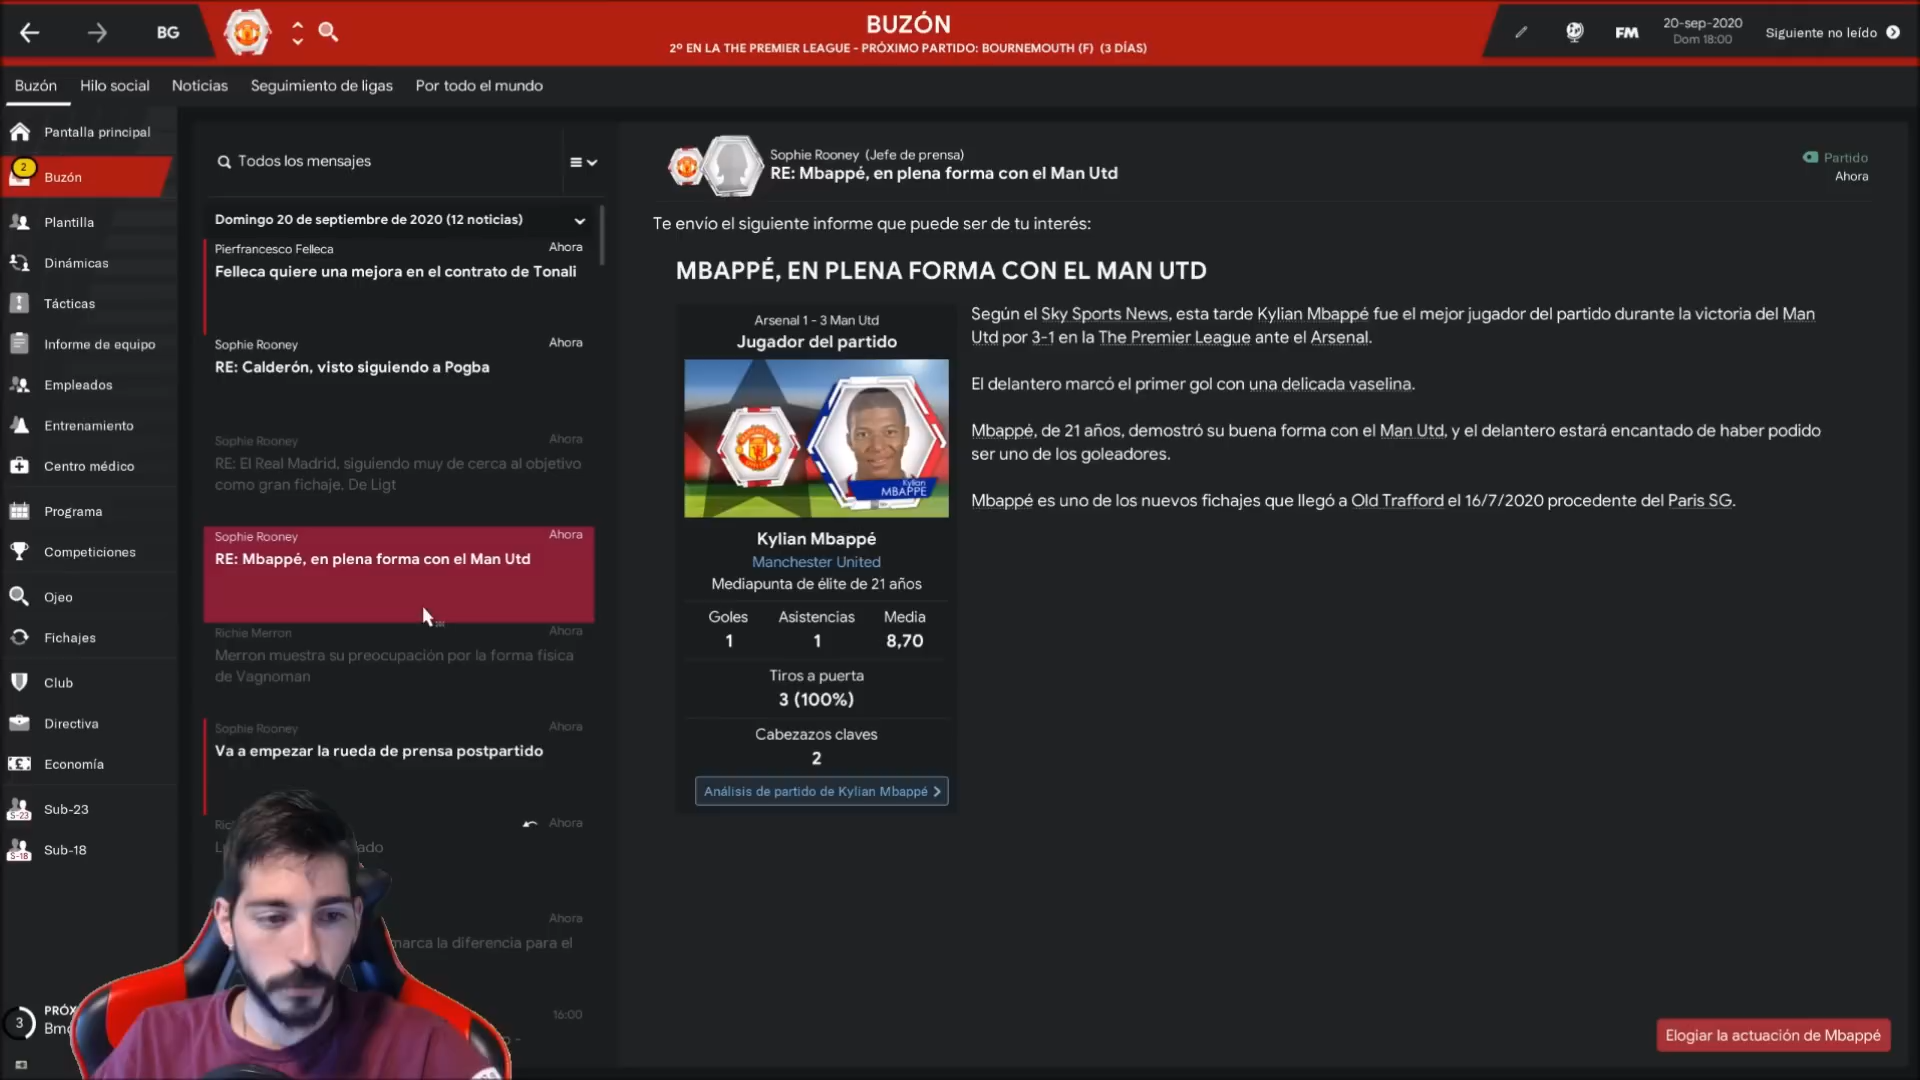 BG
BUZÓN
2º EN LA THE PREMIER LEAGUE - PRÓXIMO PARTIDO: BOURNEMOUTH (F) (3 DÍAS)
FM
20-sep-2020
Dom 18:00
Siguiente no leído
Buzón
Hilo social
Noticias
Seguimiento de ligas
Por todo el mundo
Pantalla principal
2
Buzón
Plantilla
Dinámicas
Tácticas
Informe de equipo
Empleados
Entrenamiento
Centro médico
Programa
Competiciones
Ojeo
Fichajes
Club
Directiva
Economía
S-23
Sub-23
S-18
Sub-18
3
Todos los mensajes
Domingo 20 de septiembre de 2020 (12 noticias)
Pierfrancesco Felleca
Ahora
Felleca quiere una mejora en el contrato de Tonali
Sophie Rooney
Ahora
RE: Calderón, visto siguiendo a Pogba
Sophie Rooney
Ahora
RE: El Real Madrid, siguiendo muy de cerca al objetivo
como gran fichaje, De Ligt
Sophie Rooney
Ahora
RE: Mbappé, en plena forma con el Man Utd
Richie Merron
Ahora
Merron muestra su preocupación por la forma física
de Vagnoman
Sophie Rooney
Ahora
Va a empezar la rueda de prensa postpartido
Ahora
Ahora
marca la diferencia para el
16:00
Sophie Rooney (Jefe de prensa)
RE: Mbappé, en plena forma con el Man Utd
Partido
Ahora
Te envío el siguiente informe que puede ser de tu interés:
MBAPPÉ, EN PLENA FORMA CON EL MAN UTD
Arsenal 1 - 3 Man Utd
Jugador del partido
Kylian
MBAPPÉ
Kylian Mbappé
Manchester United
Mediapunta de élite de 21 años
Goles
Asistencias
Media
1
1
8,70
Tiros a puerta
3 (100%)
Cabezazos claves
2
Análisis de partido de Kylian Mbappé
Según el Sky Sports News, esta tarde Kylian Mbappé fue el mejor jugador del partido durante la victoria del Man
Utd por 3-1 en la The Premier League ante el Arsenal.
El delantero marcó el primer gol con una delicada vaselina.
Mbappé, de 21 años, demostró su buena forma con el Man Utd, y el delantero estará encantado de haber podido
ser uno de los goleadores.
Mbappé es uno de los nuevos fichajes que llegó a Old Trafford el 16/7/2020 procedente del Paris SG.
Elogiar la actuación de Mbappé